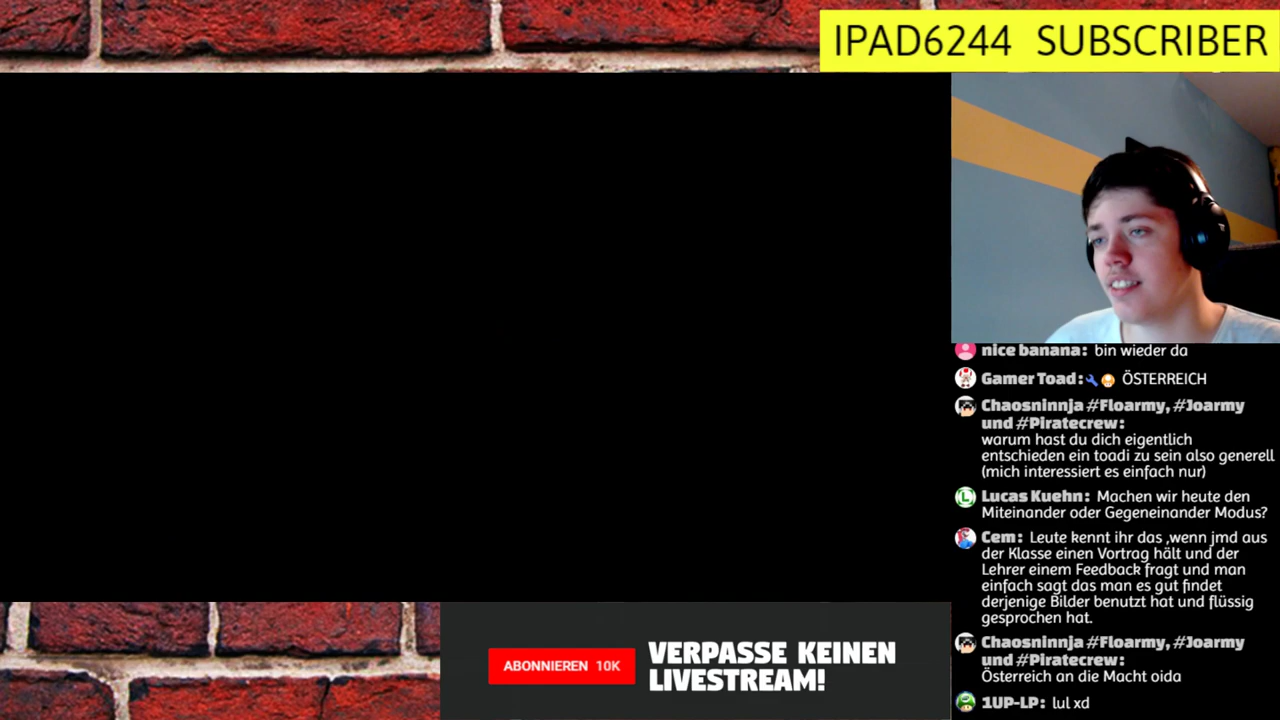 IPAD6244 SUBSCRIBER
nice banana: bin wieder da
Gamer Toad: ÖSTERREICH
Chaosninnja #Floarmy, #Joarmy
und #Piratecrew:
warum hast du dich eigentlich
entschieden ein toadi zu sein also generell
(mich interessiert es einfach nur)
Lucas Kuehn: Machen wir heute den
Miteinander oder Gegeneinander Modus?
Cem: Leute kennt ihr das ,wenn jmd aus
der Klasse einen Vortrag hält und der
Lehrer einem Feedback fragt und man
einfach sagt das man es gut findet
derjenige Bilder benutzt hat und flüssig
gesprochen hat.
Chaosninnja #Floarmy, #Joarmy
und #Piratecrew:
Österreich an die Macht oida
1UP-LP: lul xd
ABONNIEREN 10K
VERPASSE KEINEN
LIVESTREAM!